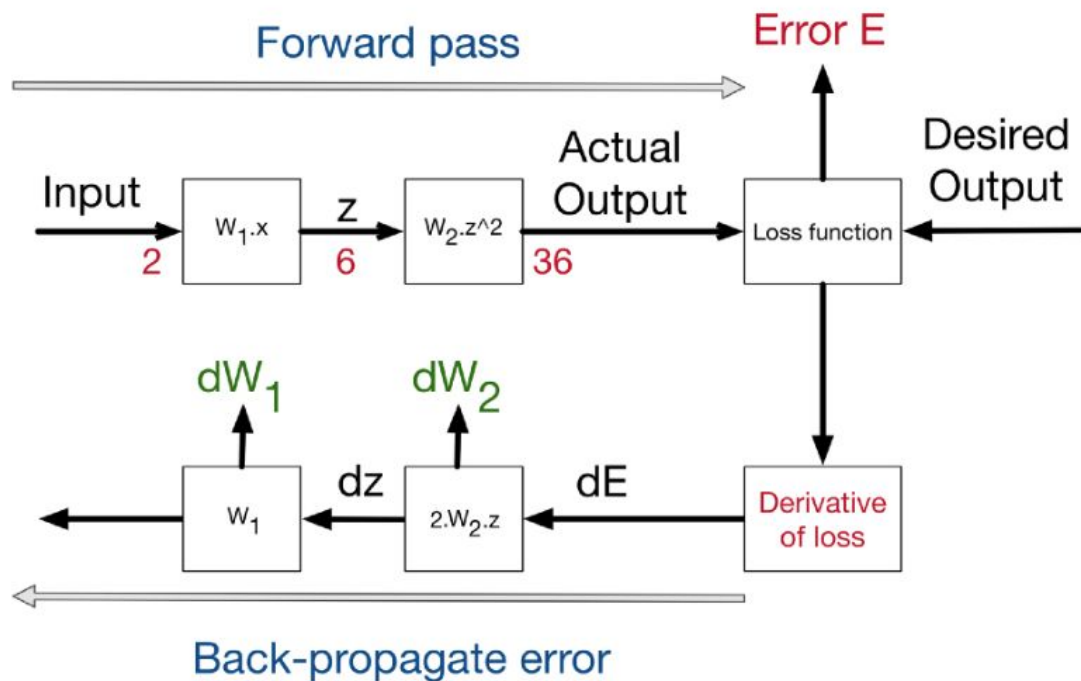 Forward pass
Error E
Input
2
W₁.x
z
6
W₂.z^2
Actual
Output
36
Loss function
Desired
Output
dW₁
dW₂
W₁
dz
2.W₂.z
dE
Derivative
of loss
Back-propagate error